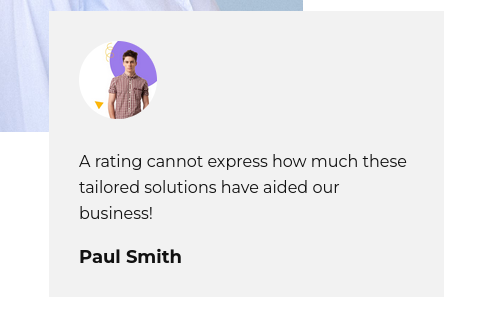 A rating cannot express how much these
tailored solutions have aided our
business!
Paul Smith